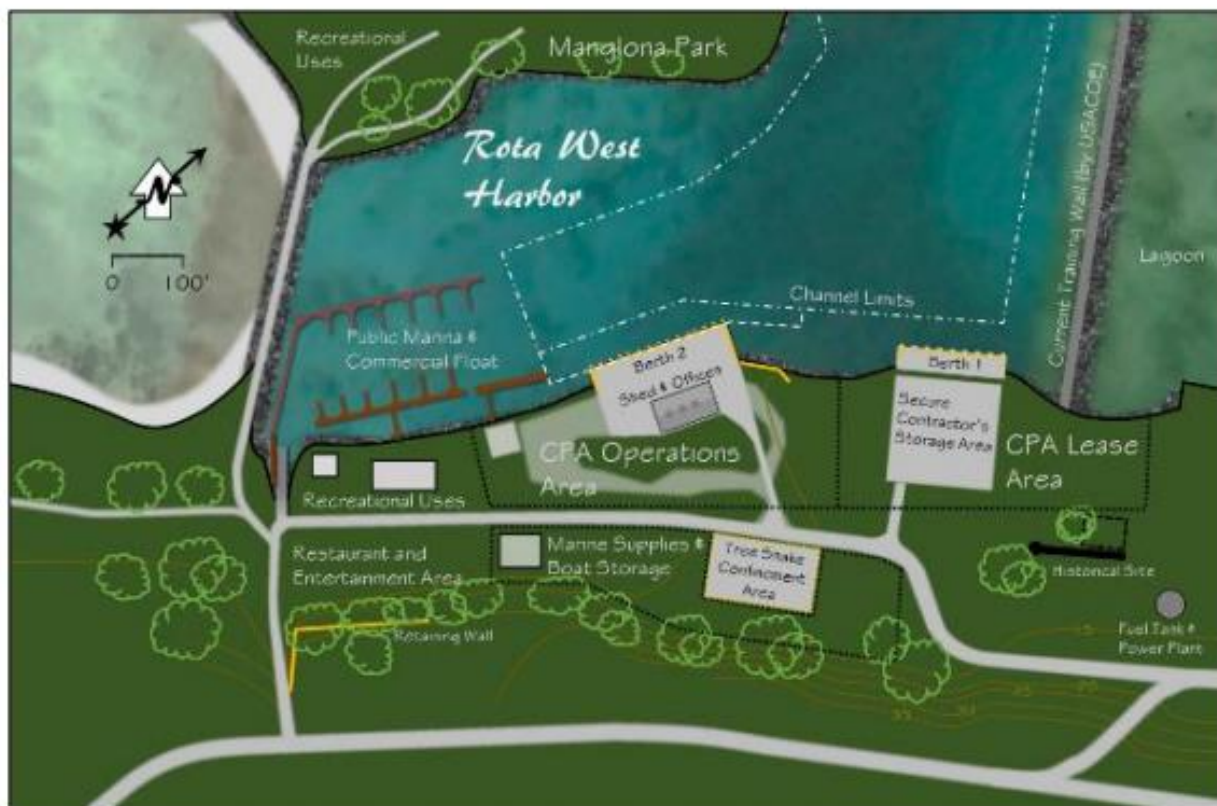 Recreational
Uses
Manglona Park
Rota West
Harbor
N
0 100'
Current Training Wall (by USACOE)
Lagoon
Channel Limits
Public Marina &
Commercial Float
Berth 2
Shed & Offices
Berth 1
Secure
Contractor's
Storage Area
CPA Lease
Area
CPA Operations
Area
Recreational Uses
Restaurant and
Entertainment Area
Marine Supplies &
Boat Storage
Tree Snake
Confinement
Area
Historical Site
Retaining Wall
Fuel Tank &
Power Plant